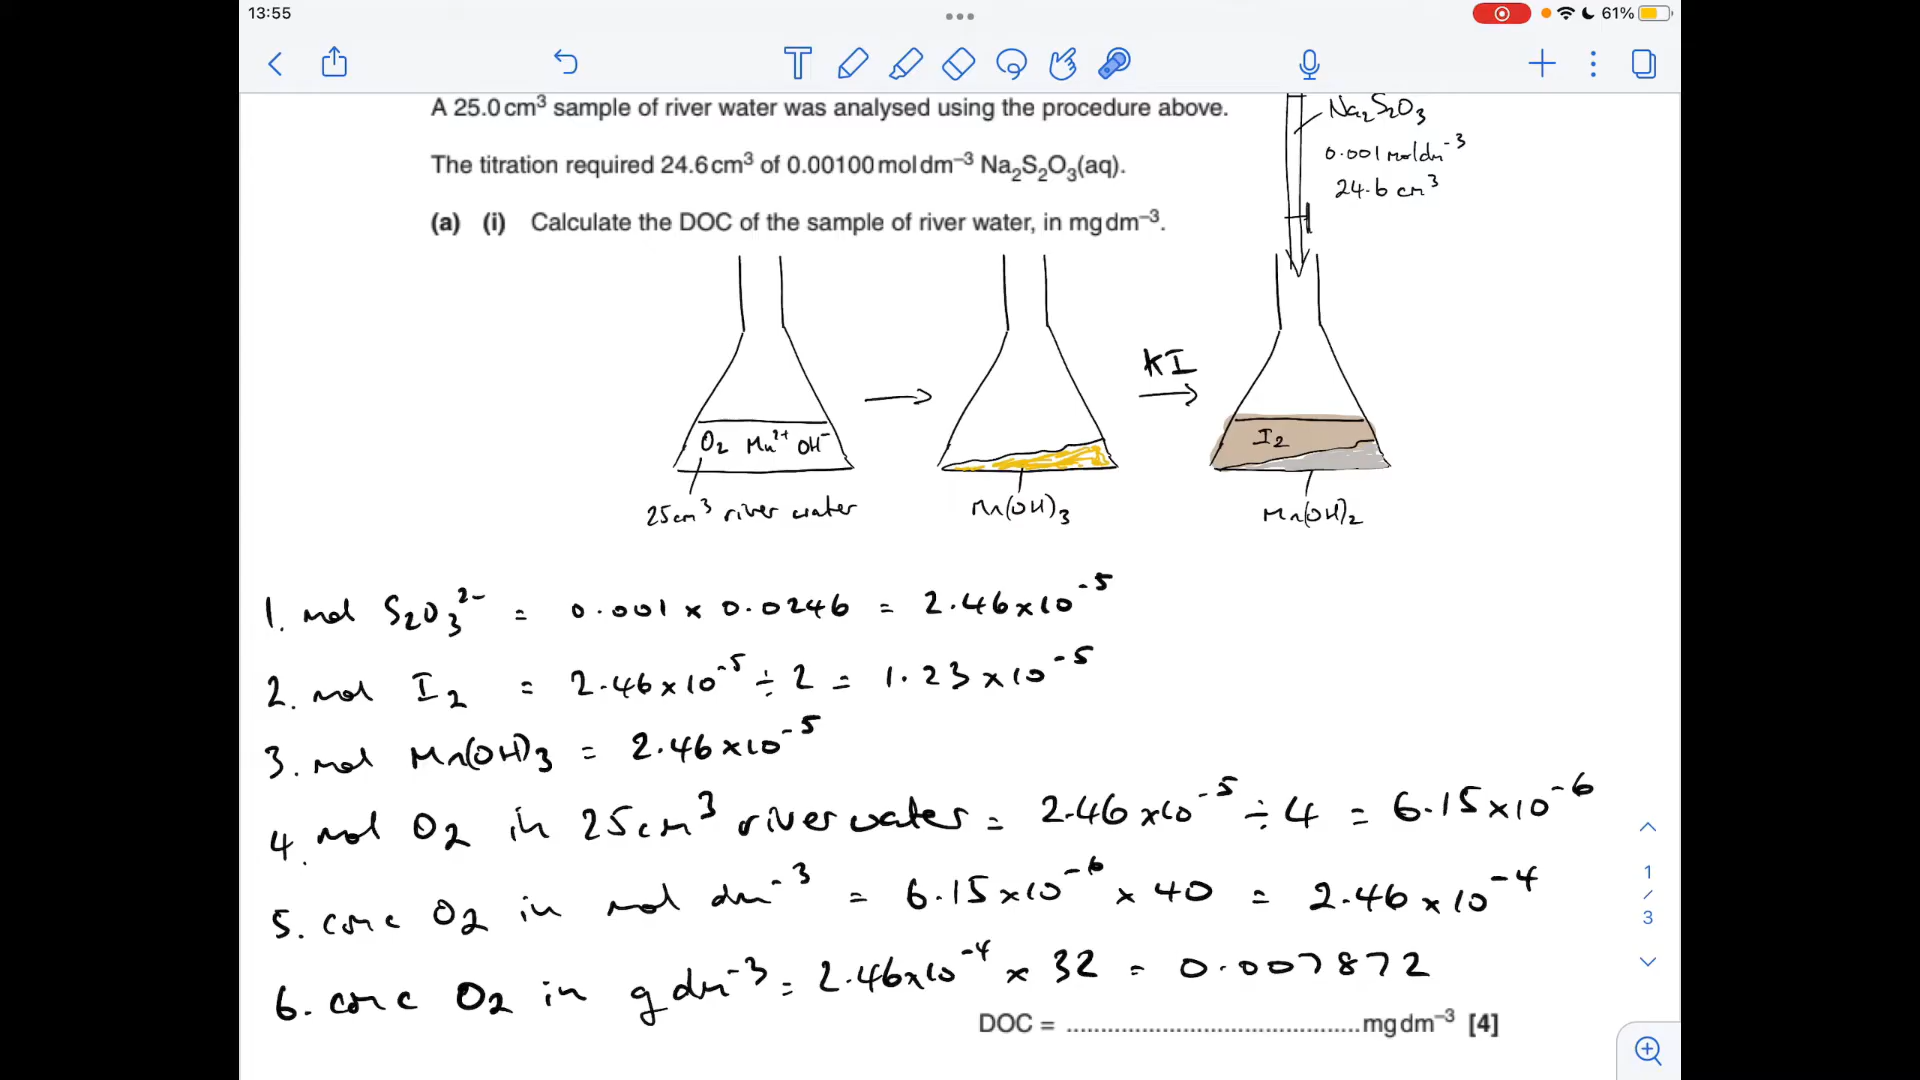 13:55
61%
A 25.0 cm³ sample of river water was analysed using the procedure above.
The titration required 24.6 cm³ of 0.00100 mol dm⁻³ Na₂S₂O₃(aq).
(a) (i) Calculate the DOC of the sample of river water, in mg dm⁻³.
Na₂S₂O₃
0.001 mol dm⁻³
24.6 cm³
KI
O₂ Mn²⁺ OH⁻
I₂
25cm³ river water
Mn(OH)₃
Mn(OH)₂
1. mol S₂O₃²⁻ = 0.001 × 0.0246 = 2.46×10⁻⁵
2. mol I₂ = 2.46×10⁻⁵ ÷ 2 = 1.23×10⁻⁵
3. mol Mn(OH)₃ = 2.46×10⁻⁵
4. mol O₂ in 25cm³ river water = 2.46×10⁻⁵ ÷ 4 = 6.15×10⁻⁶
5. conc O₂ in mol dm⁻³ = 6.15×10⁻⁶ × 40 = 2.46×10⁻⁴
6. conc O₂ in g dm⁻³ = 2.46×10⁻⁴ × 32 = 0.007872
DOC = ............................................ mg dm⁻³ [4]
1
/
3